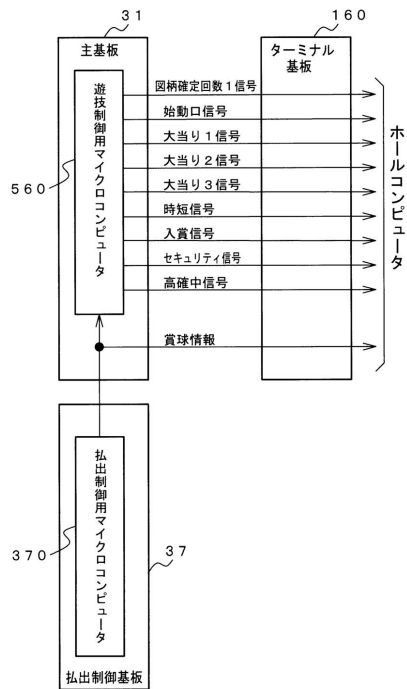 31
160
主基板
ターミナル
基板
遊技制御用マイクロコンピュータ
560
図柄確定回数1信号
始動口信号
大当り1信号
大当り2信号
大当り3信号
時短信号
入賞信号
セキュリティ信号
高確中信号
賞球情報
ホールコンピュータ
払出制御用マイクロコンピュータ
370
37
払出制御基板